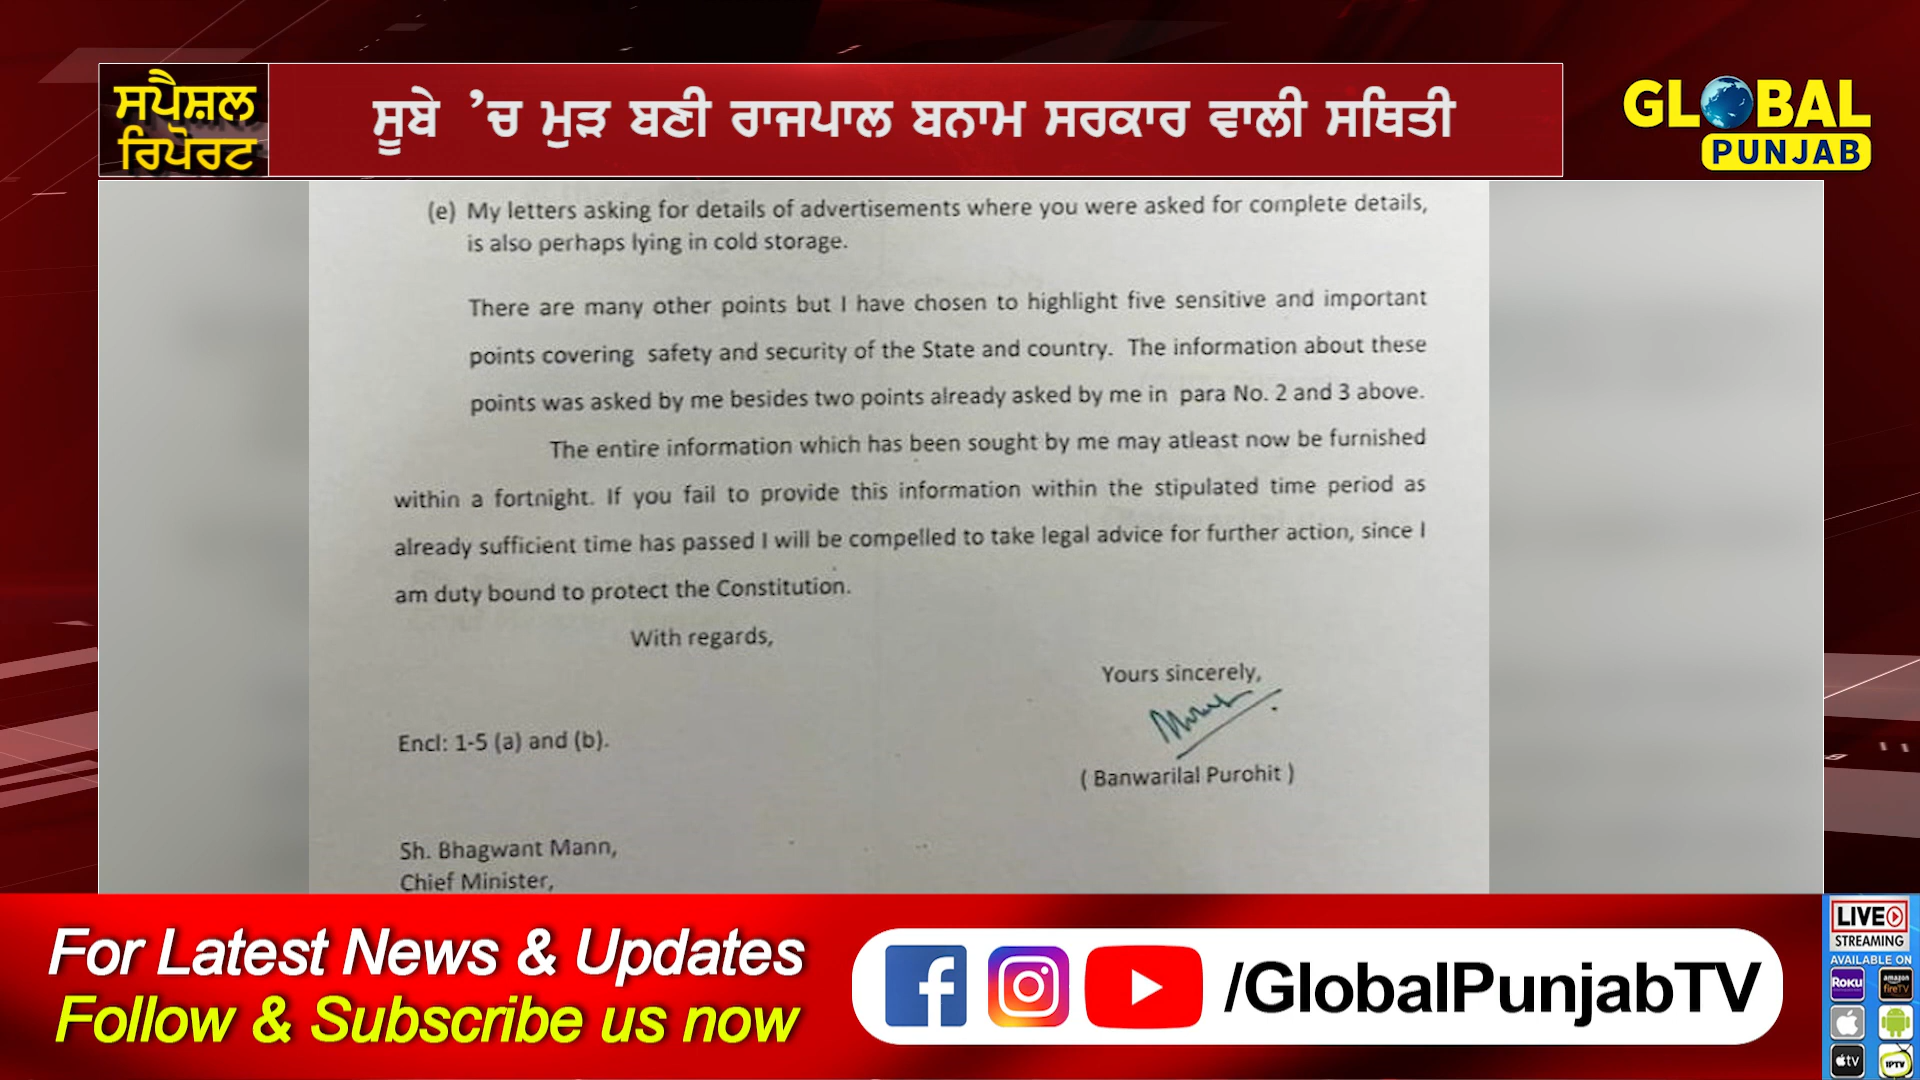 ਸਪੈਸ਼ਲ
ਰਿਪੋਰਟ
ਸੂਬੇ 'ਚ ਮੁੜ ਬਣੀ ਰਾਜਪਾਲ ਬਨਾਮ ਸਰਕਾਰ ਵਾਲੀ ਸਥਿਤੀ
GLOBAL
PUNJAB
(e) My letters asking for details of advertisements where you were asked for complete details,
is also perhaps lying in cold storage.
There are many other points but I have chosen to highlight five sensitive and important
points covering safety and security of the State and country. The information about these
points was asked by me besides two points already asked by me in para No. 2 and 3 above.
The entire information which has been sought by me may atleast now be furnished
within a fortnight. If you fail to provide this information within the stipulated time period as
already sufficient time has passed I will be compelled to take legal advice for further action, since I
am duty bound to protect the Constitution.
With regards,
Yours sincerely,
Encl: 1-5 (a) and (b).
( Banwarilal Purohit )
Sh. Bhagwant Mann,
Chief Minister,
For Latest News & Updates
Follow & Subscribe us now
/GlobalPunjabTV
LIVE
STREAMING
AVAILABLE ON
ROKU
amazon
fireTV
tv
IPTV